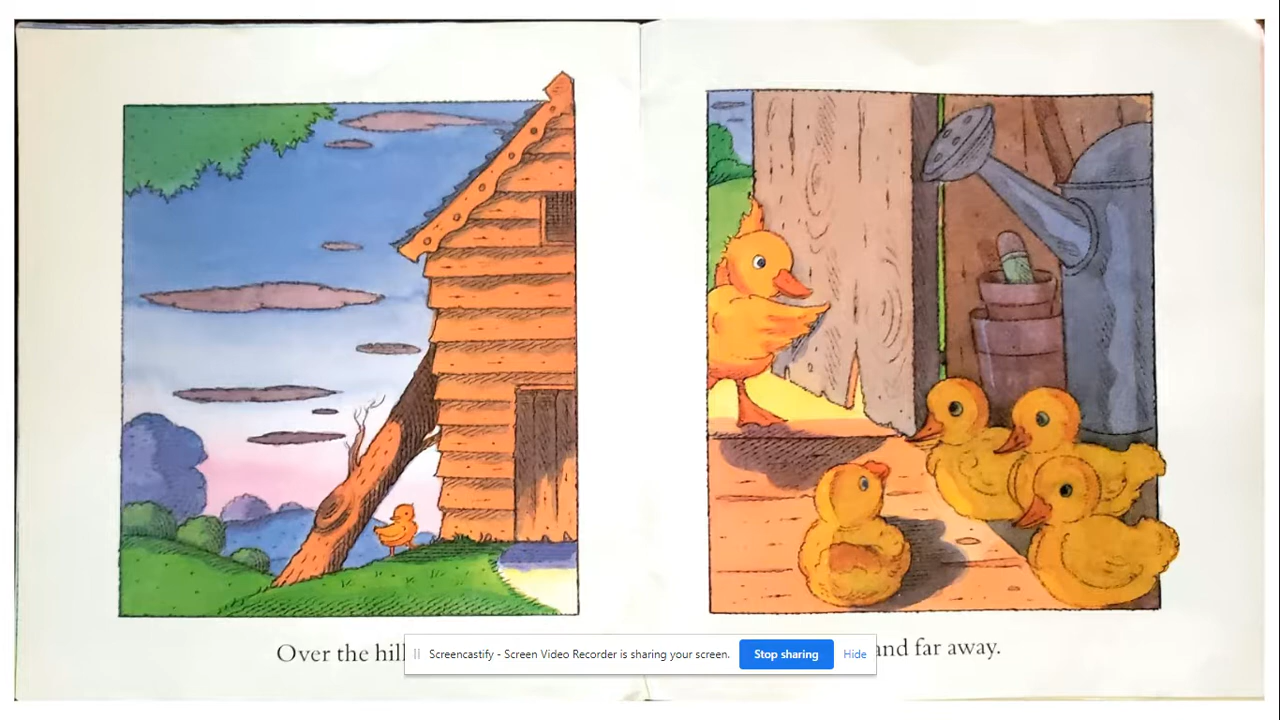 Over the hill
and far away.
Screencastify - Screen Video Recorder is sharing your screen.
Stop sharing
Hide